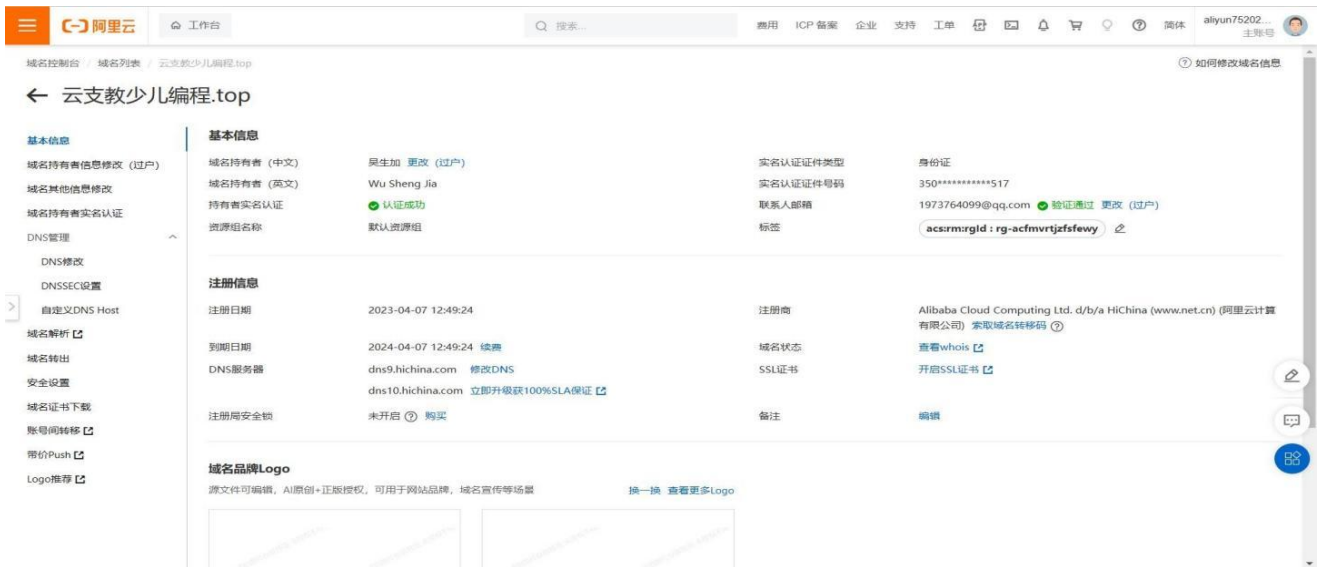 阿里云 工作台 搜索... 费用 ICP 备案 企业 支持 工单 简体 aliyun75202...
主账号
域名控制台 / 域名列表 / 云支教少儿编程.top 如何修改域名信息
← 云支教少儿编程.top
基本信息
域名持有者信息修改（过户）
域名其他信息修改
域名持有者实名认证
DNS管理
DNS修改
DNSSEC设置
自定义DNS Host
域名解析
域名转出
安全设置
域名证书下载
账号间转移
带价Push
Logo推荐
基本信息
域名持有者（中文） 吴生加 更改（过户） 实名认证证件类型 身份证
域名持有者（英文） Wu Sheng Jia 实名认证证件号码 350***********517
持有者实名认证 认证成功 联系人邮箱 1973764099@qq.com 验证通过 更改（过户）
资源组名称 默认资源组 标签 acs:rm:rgId : rg-acfmvrtjzfsfewy
注册信息
注册日期 2023-04-07 12:49:24 注册商 Alibaba Cloud Computing Ltd. d/b/a HiChina (www.net.cn) (阿里云计算
有限公司) 索取域名转移码
到期日期 2024-04-07 12:49:24 续费 域名状态 查看whois
DNS服务器 dns9.hichina.com 修改DNS SSL证书 开启SSL证书
dns10.hichina.com 立即升级获100%SLA保证
注册局安全锁 未开启 购买 备注 编辑
域名品牌Logo
源文件可编辑，AI原创+正版授权，可用于网站品牌，域名宣传等场景 换一换 查看更多Logo